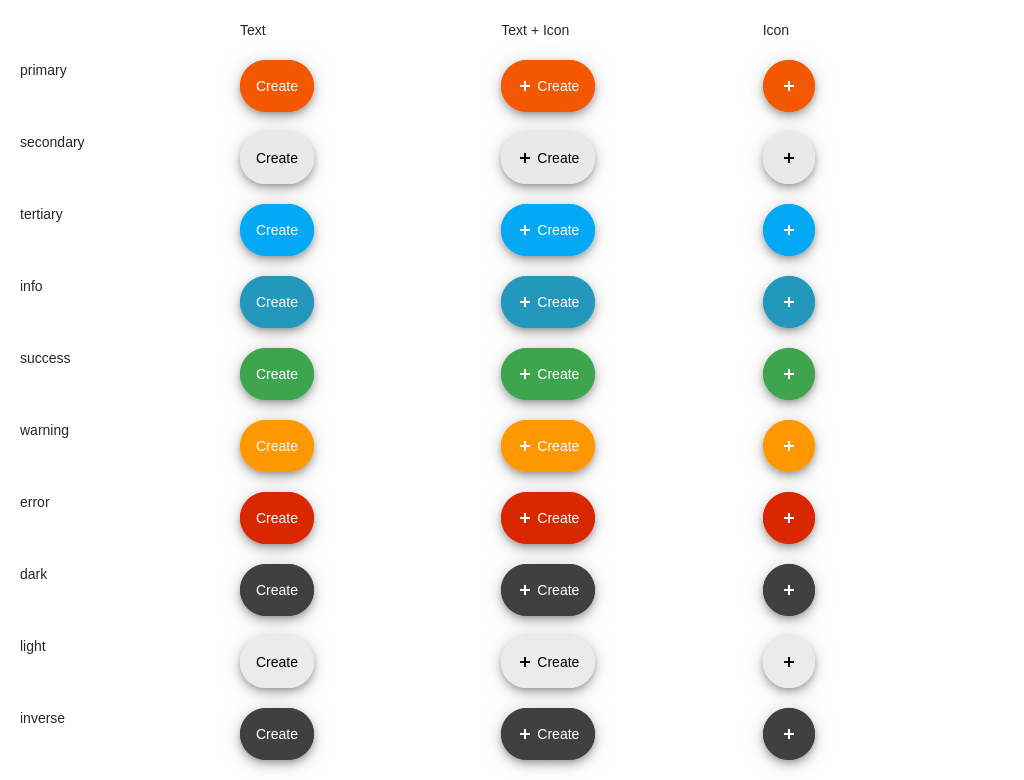 Text Text + Icon Icon
primary Create + Create +
secondary Create + Create +
tertiary Create + Create +
info Create + Create +
success Create + Create +
warning Create + Create +
error Create + Create +
dark Create + Create +
light Create + Create +
inverse Create + Create +